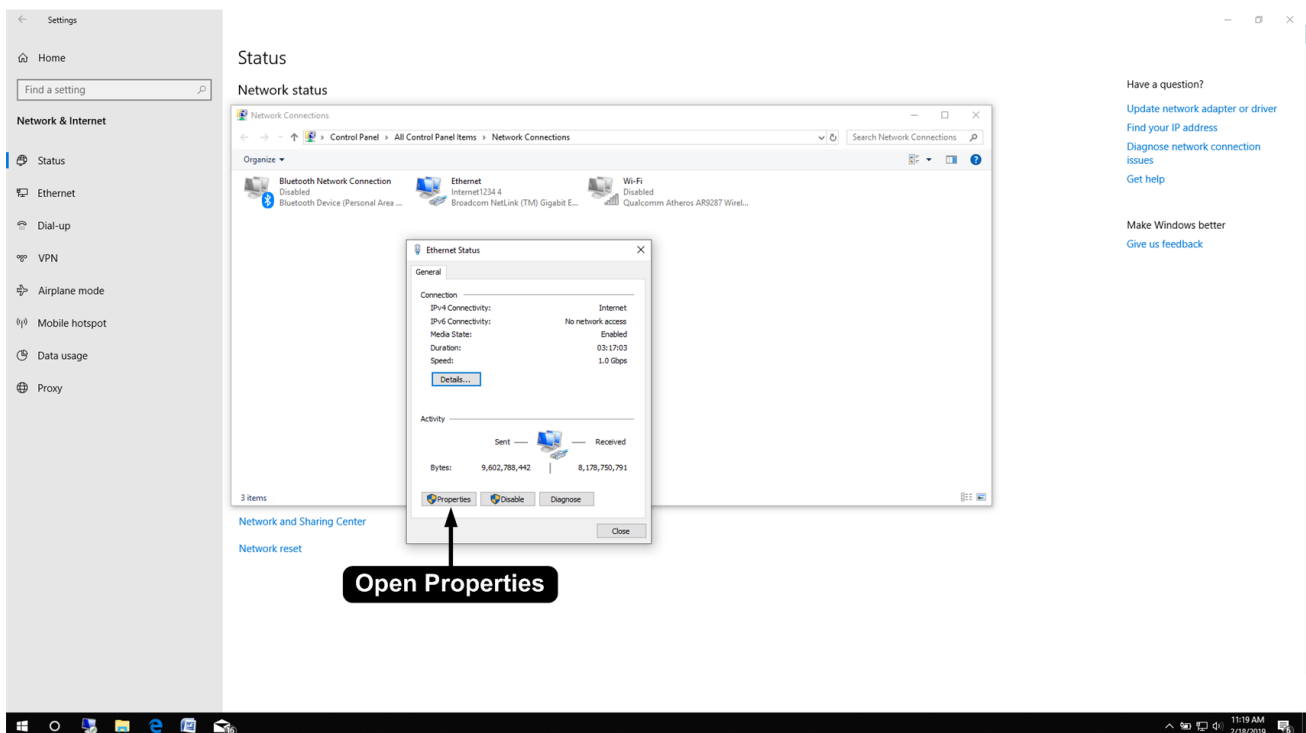 Settings
Home
Find a setting
Network & Internet
Status
Ethernet
Dial-up
VPN
Airplane mode
Mobile hotspot
Data usage
Proxy
Status
Network status
Network Connections
Control Panel › All Control Panel Items › Network Connections
Search Network Connections
Organize
Bluetooth Network Connection
Disabled
Bluetooth Device (Personal Area ...
Ethernet
Internet1234 4
Broadcom NetLink (TM) Gigabit E...
Wi-Fi
Disabled
Qualcomm Atheros AR9287 Wirel...
Ethernet Status
General
Connection
IPv4 Connectivity: Internet
IPv6 Connectivity: No network access
Media State: Enabled
Duration: 03:17:03
Speed: 1.0 Gbps
Details...
Activity
Sent Received
Bytes: 9,602,788,442 8,178,750,791
Properties Disable Diagnose
Close
3 items
Network and Sharing Center
Network reset
Open Properties
Have a question?
Update network adapter or driver
Find your IP address
Diagnose network connection
issues
Get help
Make Windows better
Give us feedback
16
11:19 AM
2/18/2019